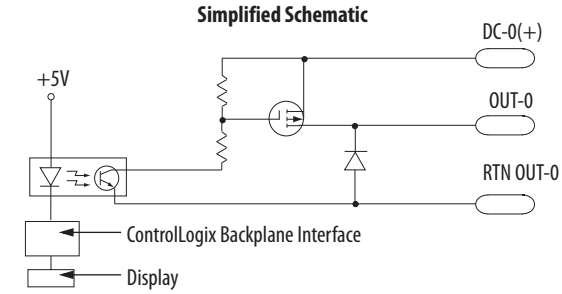 Simplified Schematic
DC-0(+)
+5V
OUT-0
RTN OUT-0
ControlLogix Backplane Interface
Display